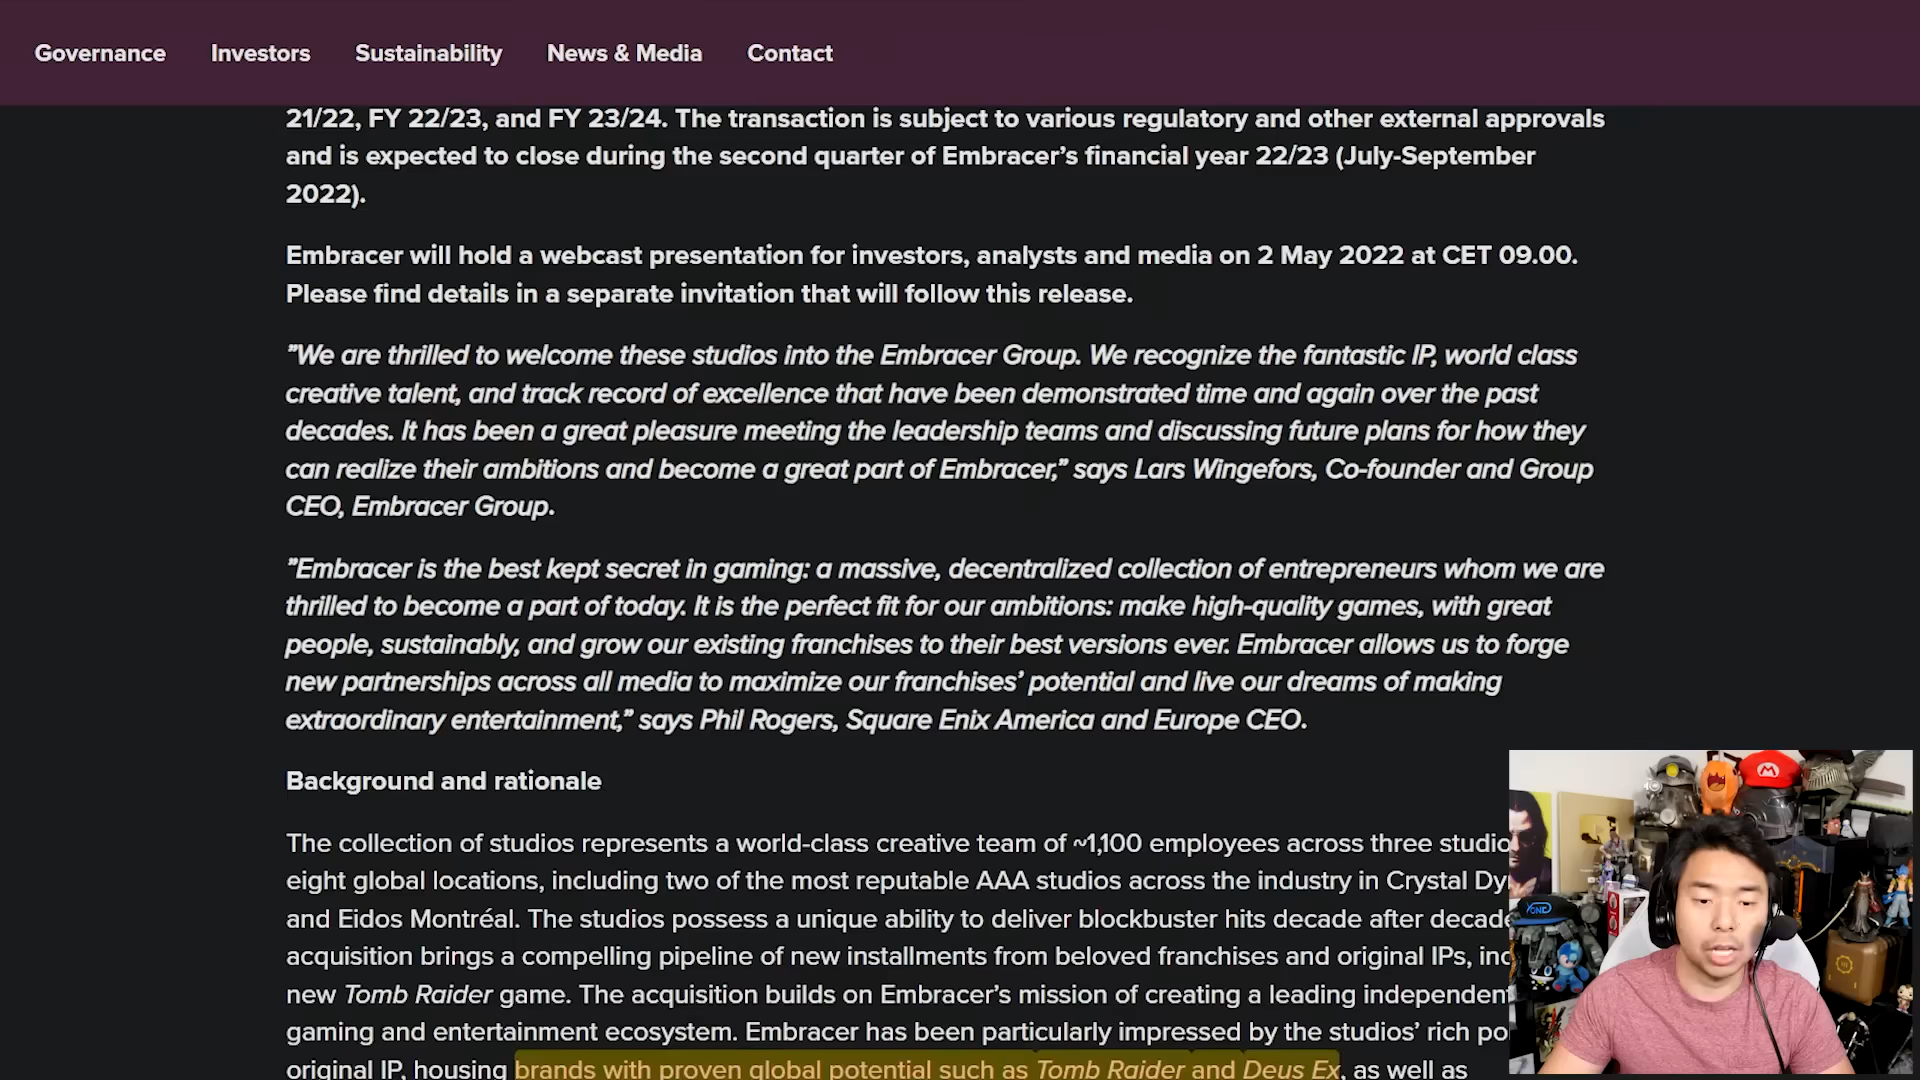 Governance Investors Sustainability News & Media Contact
21/22, FY 22/23, and FY 23/24. The transaction is subject to various regulatory and other external approvals
and is expected to close during the second quarter of Embracer’s financial year 22/23 (July-September
2022).
Embracer will hold a webcast presentation for investors, analysts and media on 2 May 2022 at CET 09.00.
Please find details in a separate invitation that will follow this release.
”We are thrilled to welcome these studios into the Embracer Group. We recognize the fantastic IP, world class
creative talent, and track record of excellence that have been demonstrated time and again over the past
decades. It has been a great pleasure meeting the leadership teams and discussing future plans for how they
can realize their ambitions and become a great part of Embracer,” says Lars Wingefors, Co-founder and Group
CEO, Embracer Group.
”Embracer is the best kept secret in gaming: a massive, decentralized collection of entrepreneurs whom we are
thrilled to become a part of today. It is the perfect fit for our ambitions: make high-quality games, with great
people, sustainably, and grow our existing franchises to their best versions ever. Embracer allows us to forge
new partnerships across all media to maximize our franchises’ potential and live our dreams of making
extraordinary entertainment,” says Phil Rogers, Square Enix America and Europe CEO.
Background and rationale
The collection of studios represents a world-class creative team of ~1,100 employees across three studio
eight global locations, including two of the most reputable AAA studios across the industry in Crystal Dy
and Eidos Montréal. The studios possess a unique ability to deliver blockbuster hits decade after decade
acquisition brings a compelling pipeline of new installments from beloved franchises and original IPs, inc
new Tomb Raider game. The acquisition builds on Embracer’s mission of creating a leading independent
gaming and entertainment ecosystem. Embracer has been particularly impressed by the studios’ rich po
original IP, housing brands with proven global potential such as Tomb Raider and Deus Ex, as well as